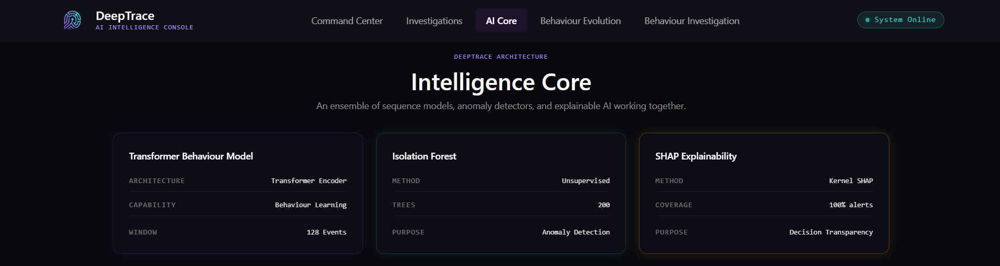 DeepTrace
AI INTELLIGENCE CONSOLE
Command Center
Investigations
AI Core
Behaviour Evolution
Behaviour Investigation
System Online
DEEPTRACE ARCHITECTURE
Intelligence Core
An ensemble of sequence models, anomaly detectors, and explainable AI working together.
Transformer Behaviour Model
ARCHITECTURE Transformer Encoder
CAPABILITY Behaviour Learning
WINDOW 128 Events
Isolation Forest
METHOD Unsupervised
TREES 200
PURPOSE Anomaly Detection
SHAP Explainability
METHOD Kernel SHAP
COVERAGE 100% alerts
PURPOSE Decision Transparency